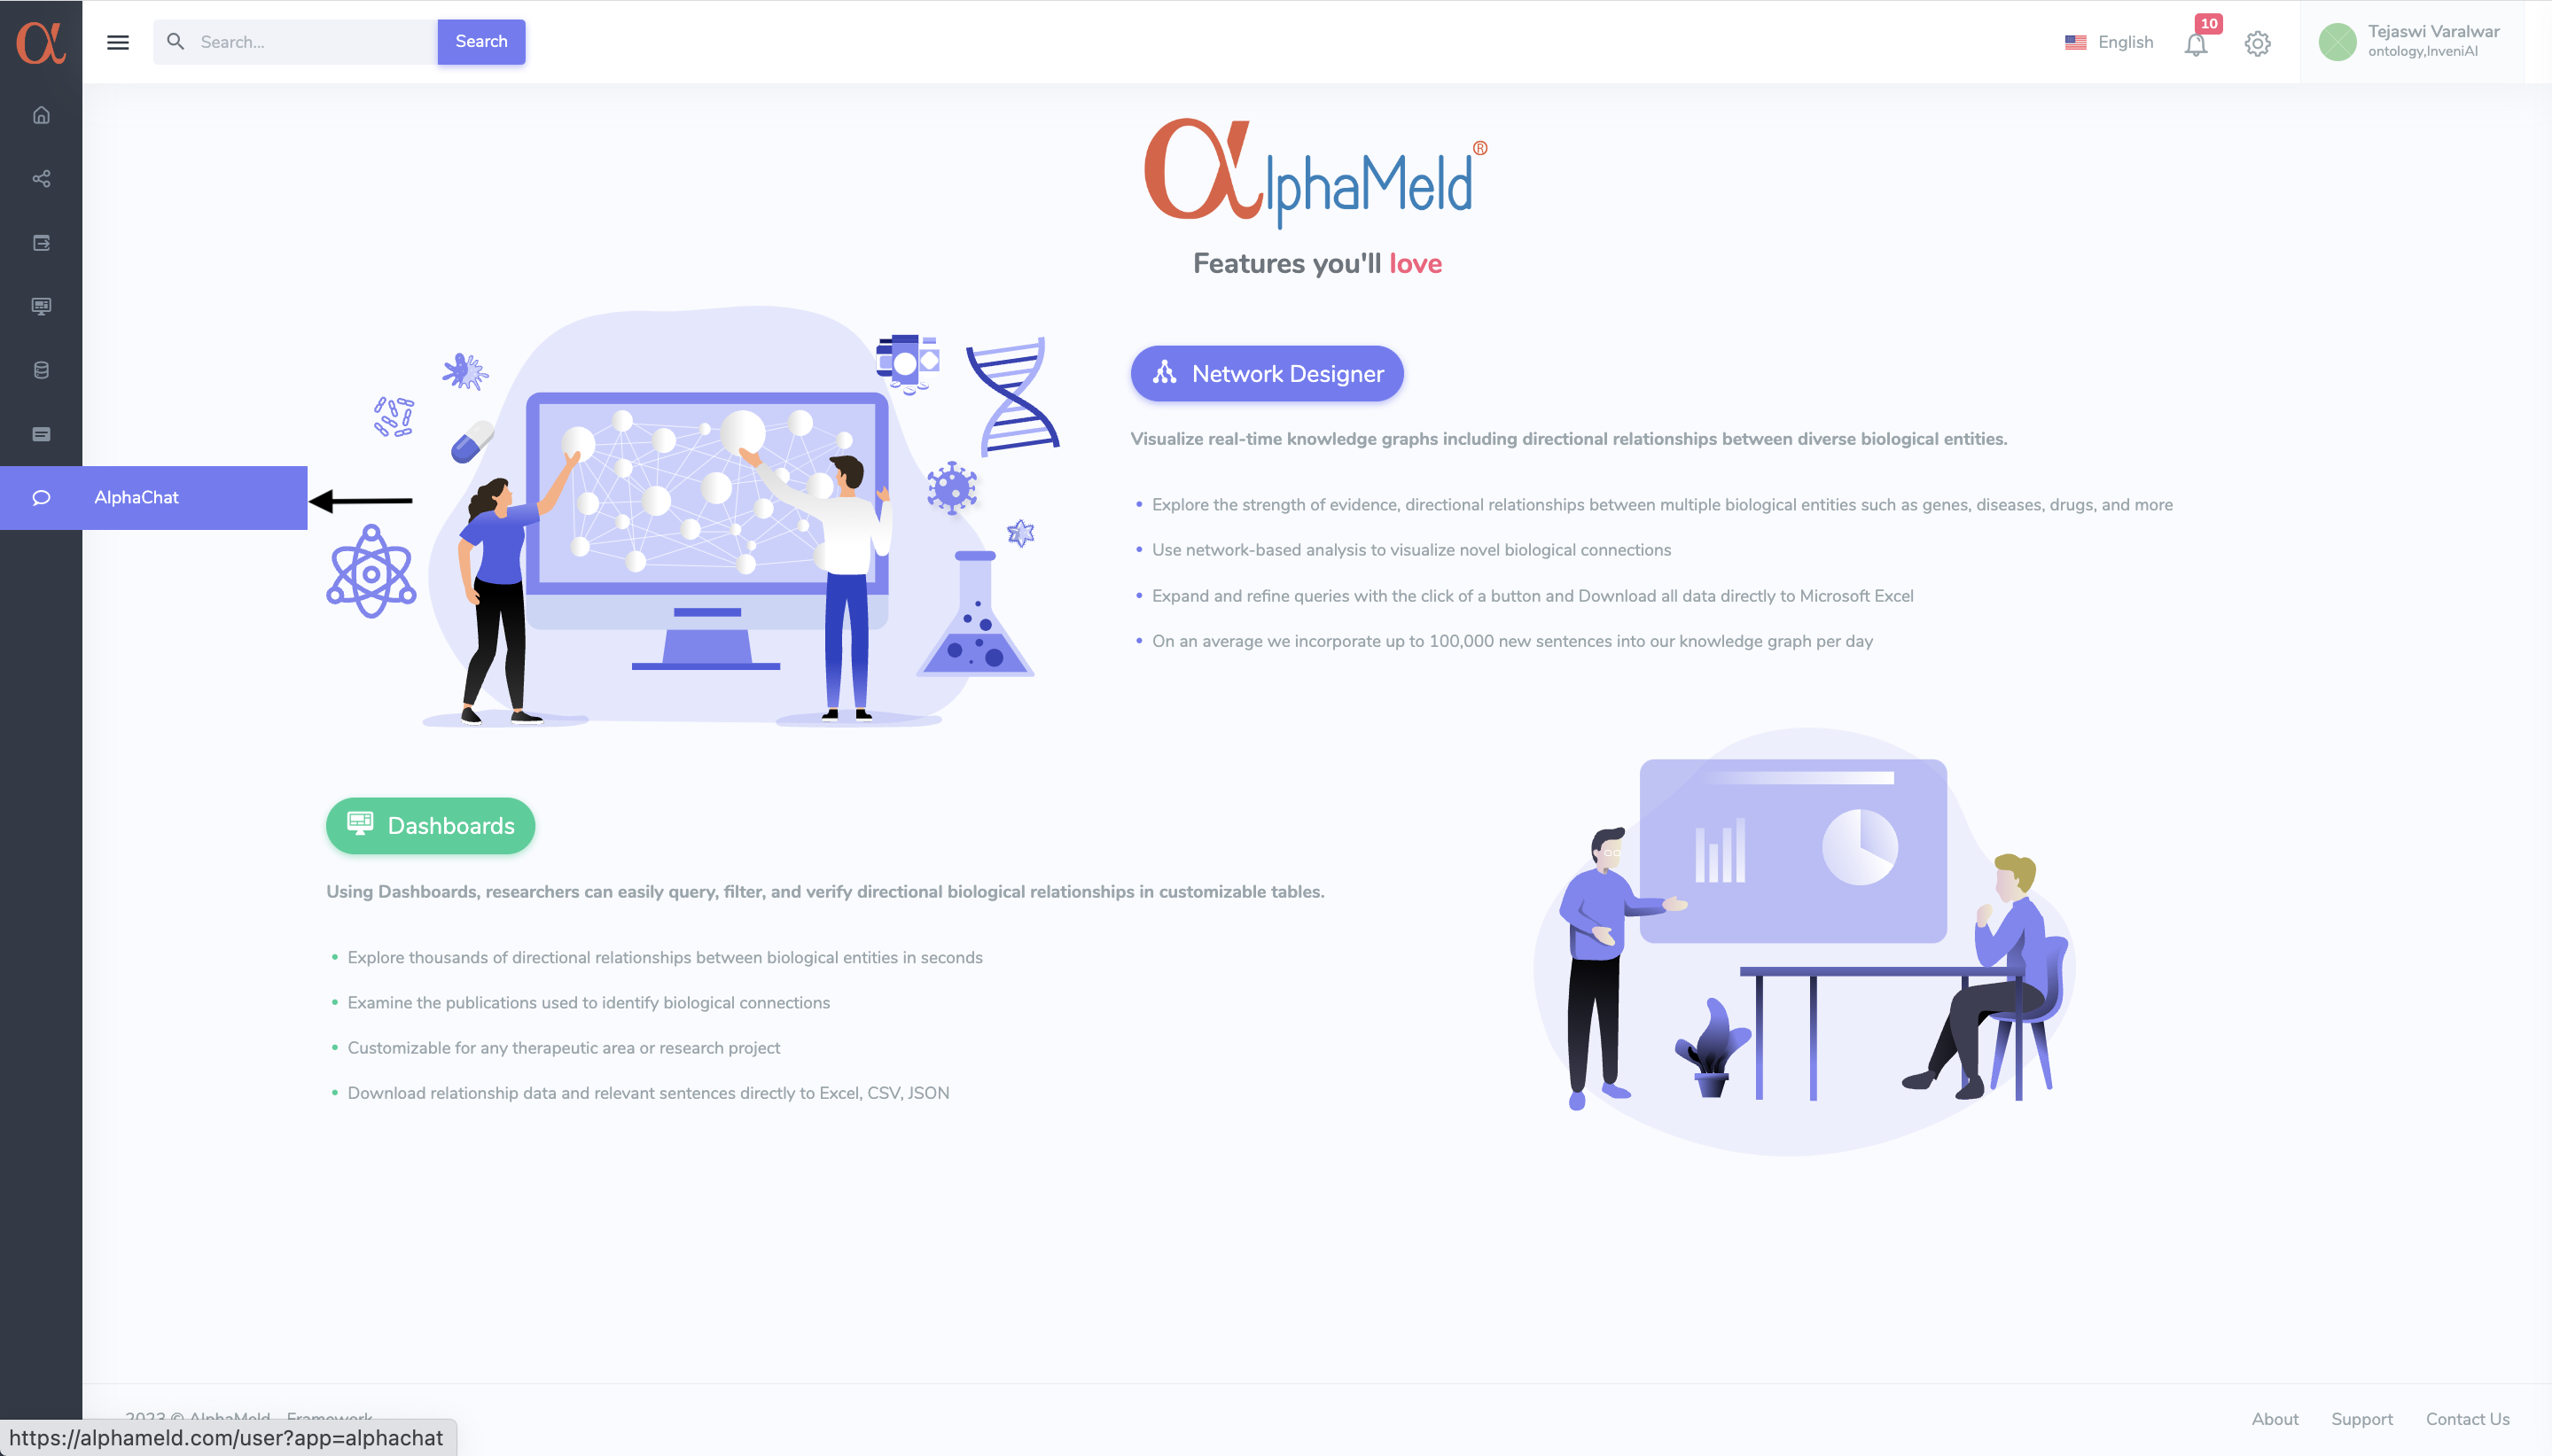 Search...
Search
English
10
Tejaswi Varalwar
ontology,InveniAI
αlphaMeld®
Features you'll love
Network Designer
Visualize real-time knowledge graphs including directional relationships between diverse biological entities.
• Explore the strength of evidence, directional relationships between multiple biological entities such as genes, diseases, drugs, and more
• Use network-based analysis to visualize novel biological connections
• Expand and refine queries with the click of a button and Download all data directly to Microsoft Excel
• On an average we incorporate up to 100,000 new sentences into our knowledge graph per day
AlphaChat
Dashboards
Using Dashboards, researchers can easily query, filter, and verify directional biological relationships in customizable tables.
• Explore thousands of directional relationships between biological entities in seconds
• Examine the publications used to identify biological connections
• Customizable for any therapeutic area or research project
• Download relationship data and relevant sentences directly to Excel, CSV, JSON
2023 © AlphaMeld - Framework
About Support Contact Us
https://alphameld.com/user?app=alphachat